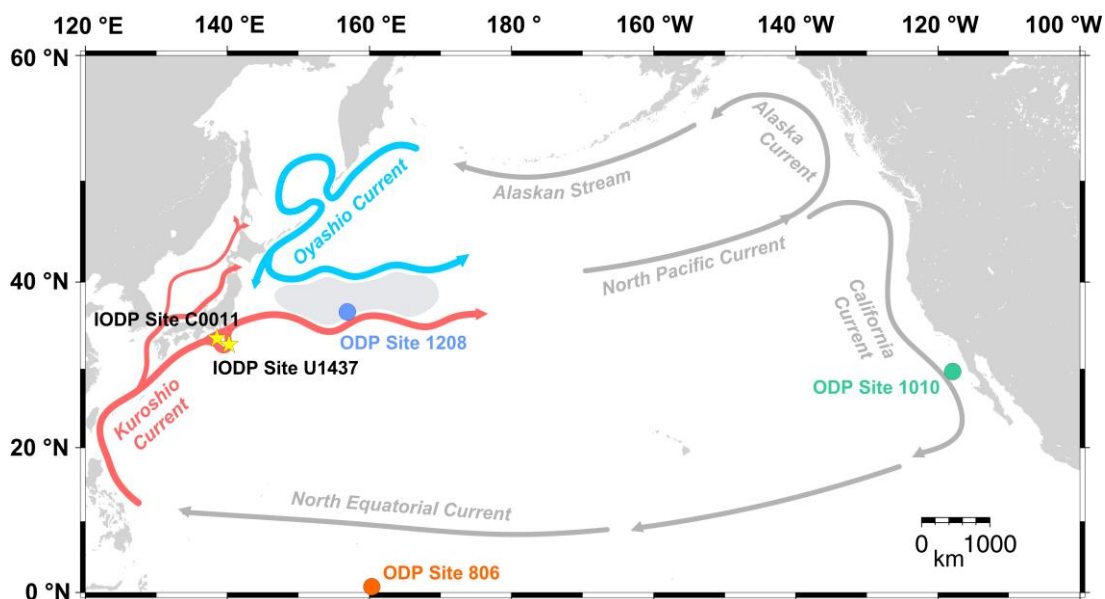 120 °E 140 °E 160 °E 180 ° 160 °W 140 °W 120 °W 100 °W
60 °N
Alaska
Current
Alaskan Stream
Oyashio Current
North Pacific Current
40 °N
California
Current
IODP Site C0011
ODP Site 1208
IODP Site U1437
ODP Site 1010
Kuroshio
Current
20 °N
North Equatorial Current
0 1000
km
ODP Site 806
0 °N